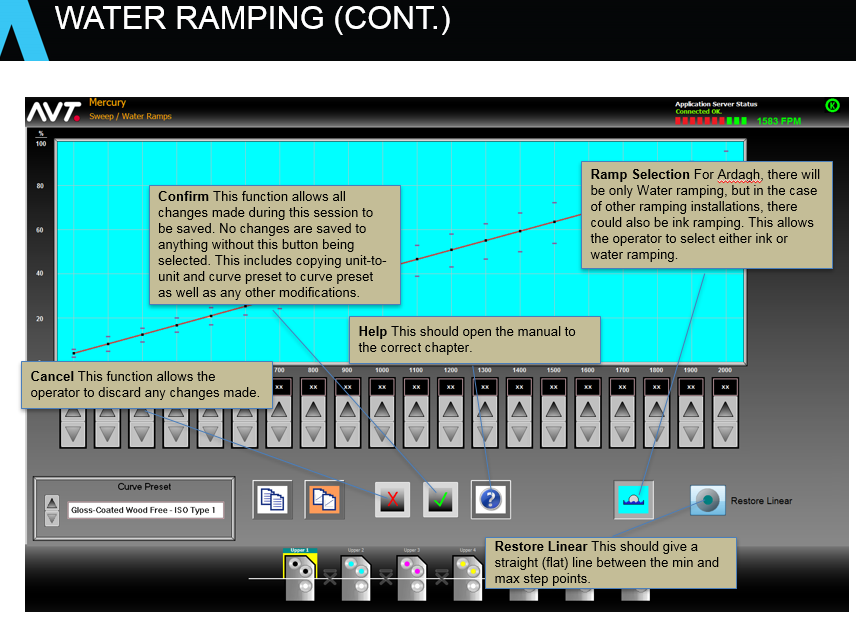 WATER RAMPING (CONT.)
AVT
Mercury
Sweep / Water Ramps
Application Server Status
Connected OK.
1583 FPM
K
%
100
80
60
40
20
Confirm This function allows all
changes made during this session to
be saved. No changes are saved to
anything without this button being
selected. This includes copying unit-to-
unit and curve preset to curve preset
as well as any other modifications.
Ramp Selection For Ardagh, there will
be only Water ramping, but in the case
of other ramping installations, there
could also be ink ramping. This allows
the operator to select either ink or
water ramping.
Help This should open the manual to
the correct chapter.
Cancel This function allows the
operator to discard any changes made.
700 800 900 1000 1100 1200 1300 1400 1500 1600 1700 1800 1900 2000
xx xx xx xx xx xx xx xx xx xx xx xx xx xx
Curve Preset
Gloss-Coated Wood Free - ISO Type 1
X
?
Restore Linear
Restore Linear This should give a
straight (flat) line between the min and
max step points.
Upper 1 Upper 2 Upper 3 Upper 4